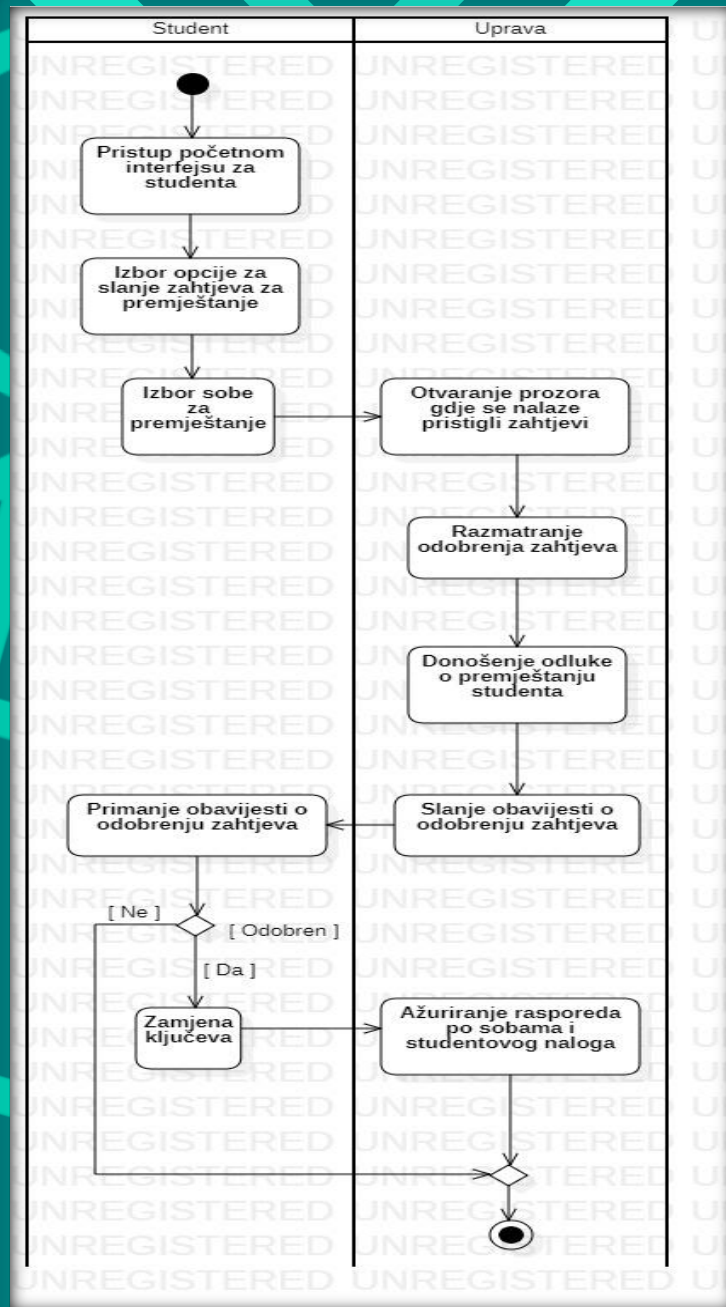 Student
Uprava
Pristup početnom
interfejsu za
studenta
Izbor opcije za
slanje zahtjeva za
premještanje
Izbor sobe
za
premještanje
Otvaranje prozora
gdje se nalaze
pristigli zahtjevi
Razmatranje
odobrenja zahtjeva
Donošenje odluke
o premještanju
studenta
Slanje obavijesti o
odobrenju zahtjeva
Primanje obavijesti o
odobrenju zahtjeva
[ Ne ]
[ Odobren ]
[ Da ]
Zamjena
ključeva
Ažuriranje rasporeda
po sobama i
studentovog naloga
UNREGISTERED